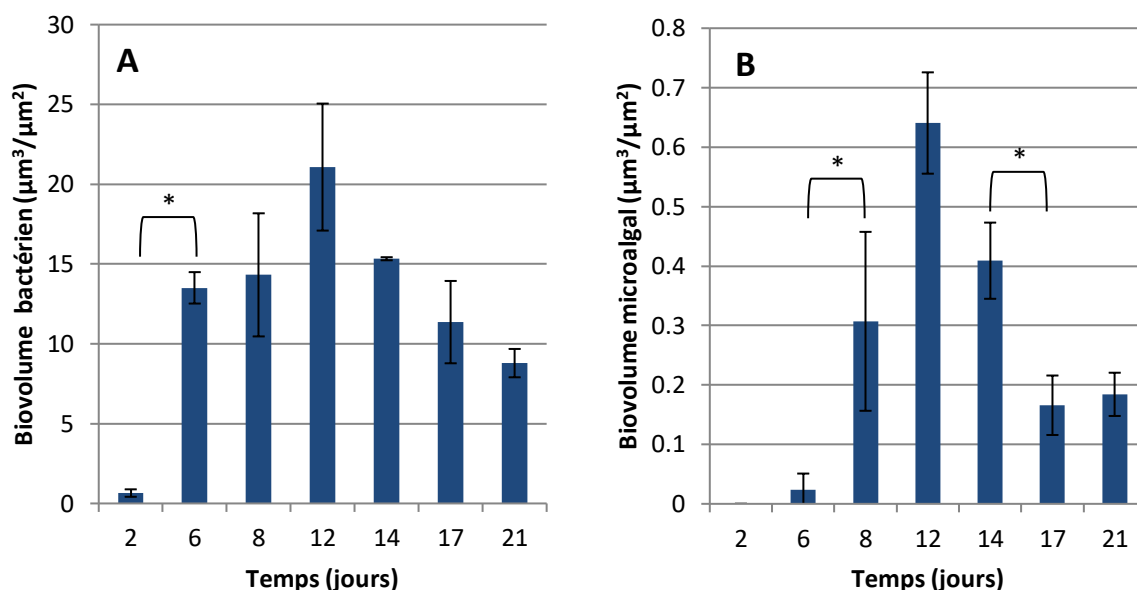 A
Biovolume bactérien (µm³/µm²)
30
25
20
15
10
5
0
*
2 6 8 12 14 17 21
Temps (jours)
B
Biovolume microalgal (µm³/µm²)
0.8
0.7
0.6
0.5
0.4
0.3
0.2
0.1
0
* *
2 6 8 12 14 17 21
Temps (jours)